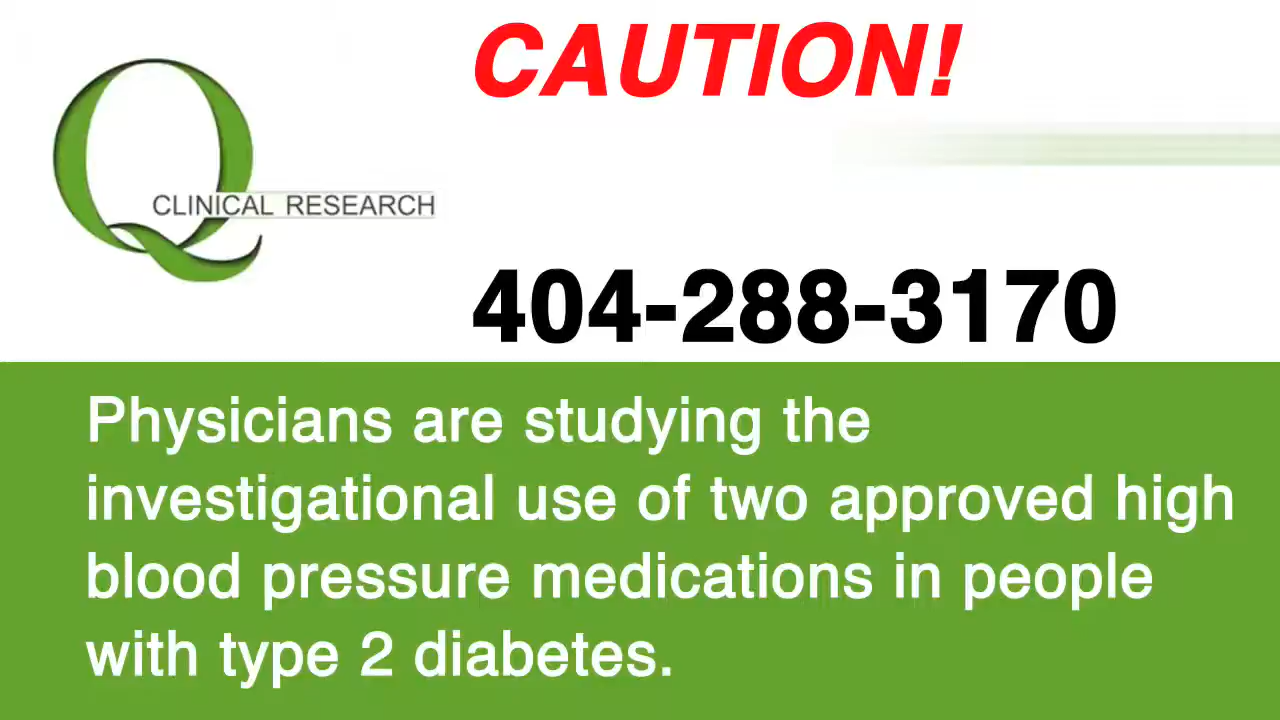 CAUTION!
Q
CLINICAL RESEARCH
404-288-3170
Physicians are studying the
investigational use of two approved high
blood pressure medications in people
with type 2 diabetes.